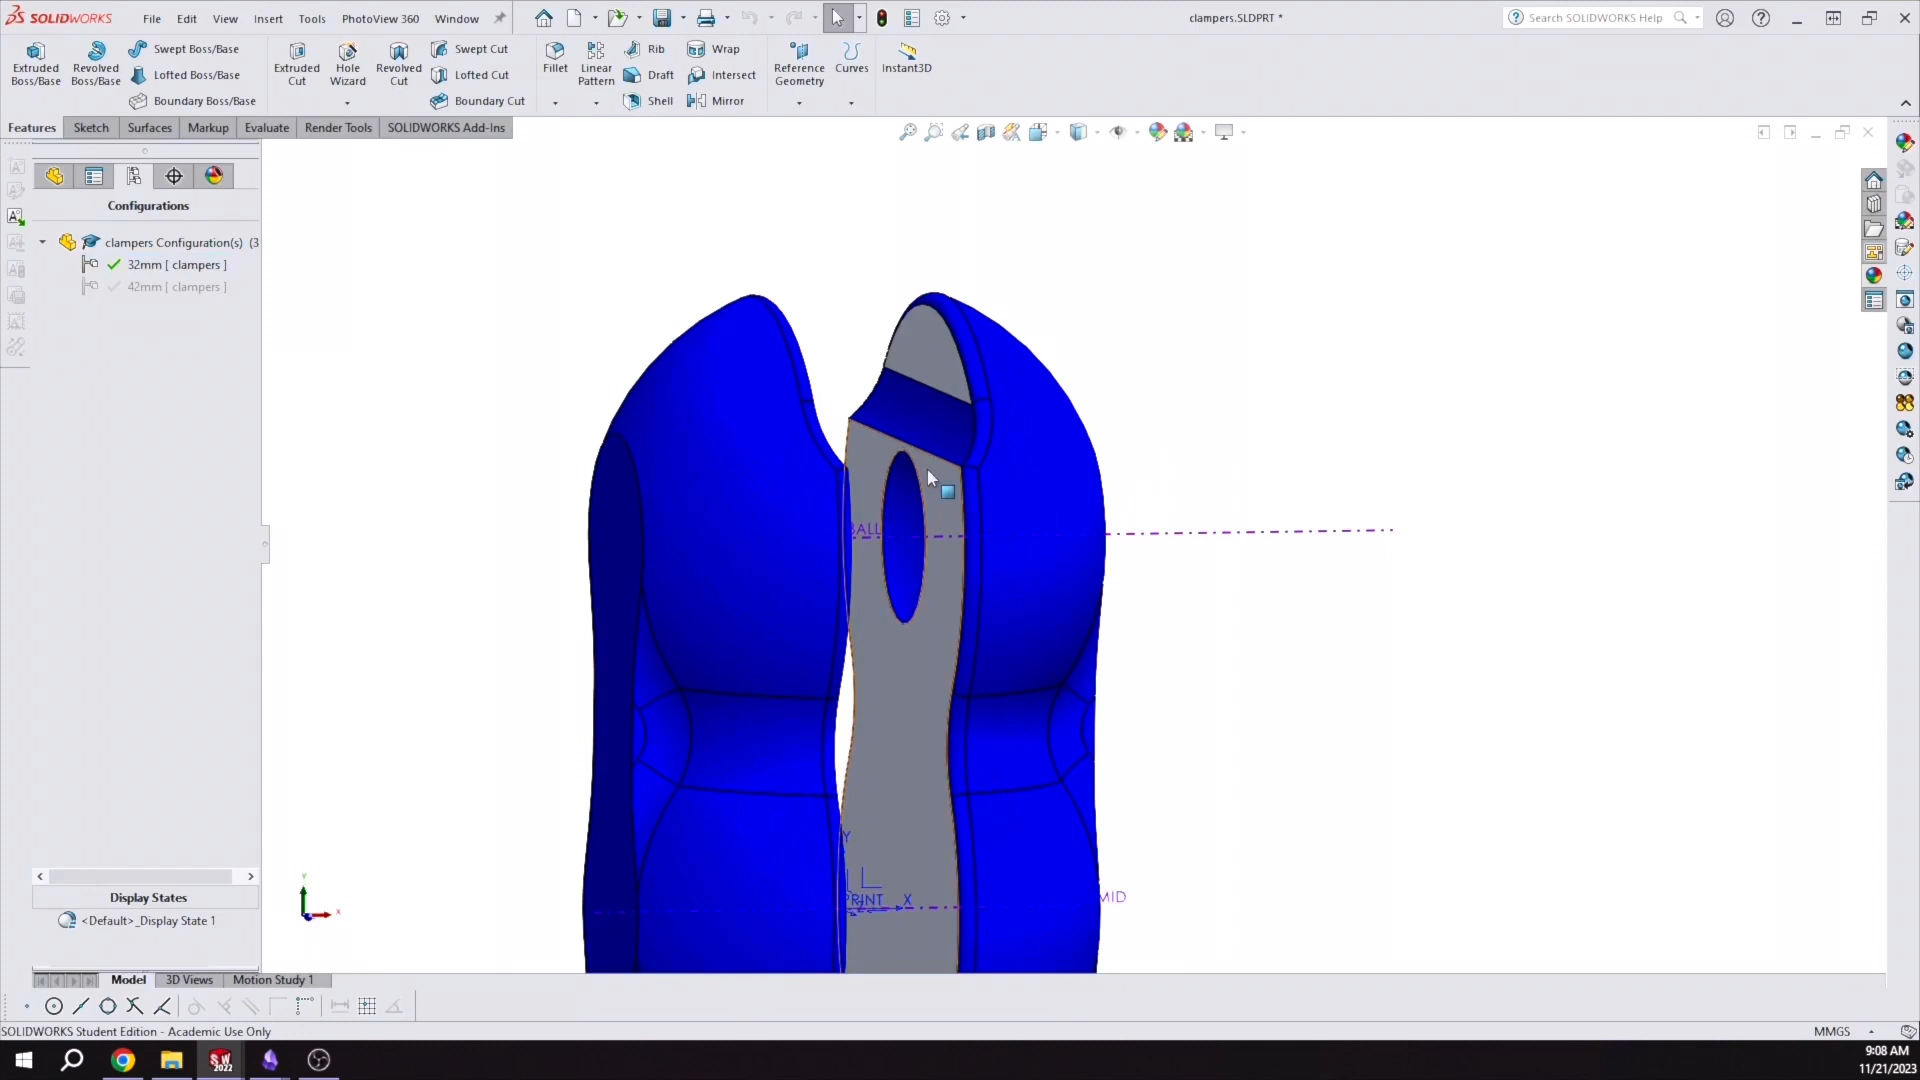 SOLIDWORKS File Edit View Insert Tools PhotoView 360 Window clampers.SLDPRT * Search SOLIDWORKS Help
Extruded Boss/Base
Revolved Boss/Base
Swept Boss/Base
Lofted Boss/Base
Boundary Boss/Base
Extruded Cut
Hole Wizard
Revolved Cut
Swept Cut
Lofted Cut
Boundary Cut
Fillet
Linear Pattern
Rib
Draft
Shell
Wrap
Intersect
Mirror
Reference Geometry
Curves
Instant3D
Features Sketch Surfaces Markup Evaluate Render Tools SOLIDWORKS Add-Ins
Configurations
clampers Configuration(s) (3
32mm [ clampers ]
42mm [ clampers ]
BALL
Y
PRINT X
MID
Y
X
Display States
<Default>_Display State 1
Model 3D Views Motion Study 1
SOLIDWORKS Student Edition - Academic Use Only
MMGS
SW 2022
9:08 AM
11/21/2023